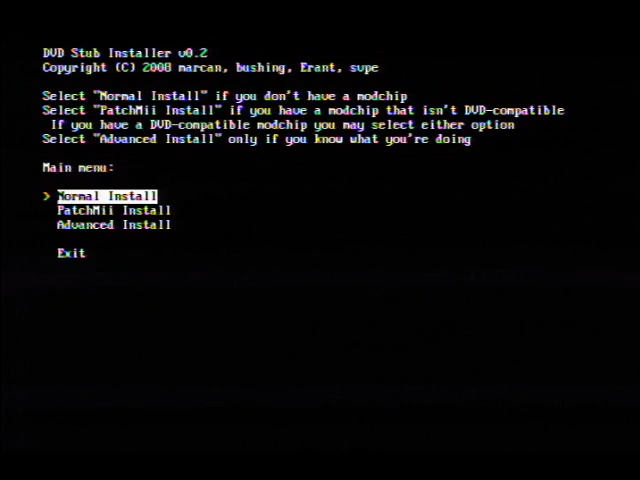 DVD Stub Installer v0.2
Copyright (C) 2008 marcan, bushing, Erant, svpe
Select "Normal Install" if you don't have a modchip
Select "PatchMii Install" if you have a modchip that isn't DVD-compatible
If you have a DVD-compatible modchip you may select either option
Select "Advanced Install" only if you know what you're doing
Main menu:
> Normal Install
PatchMii Install
Advanced Install
Exit